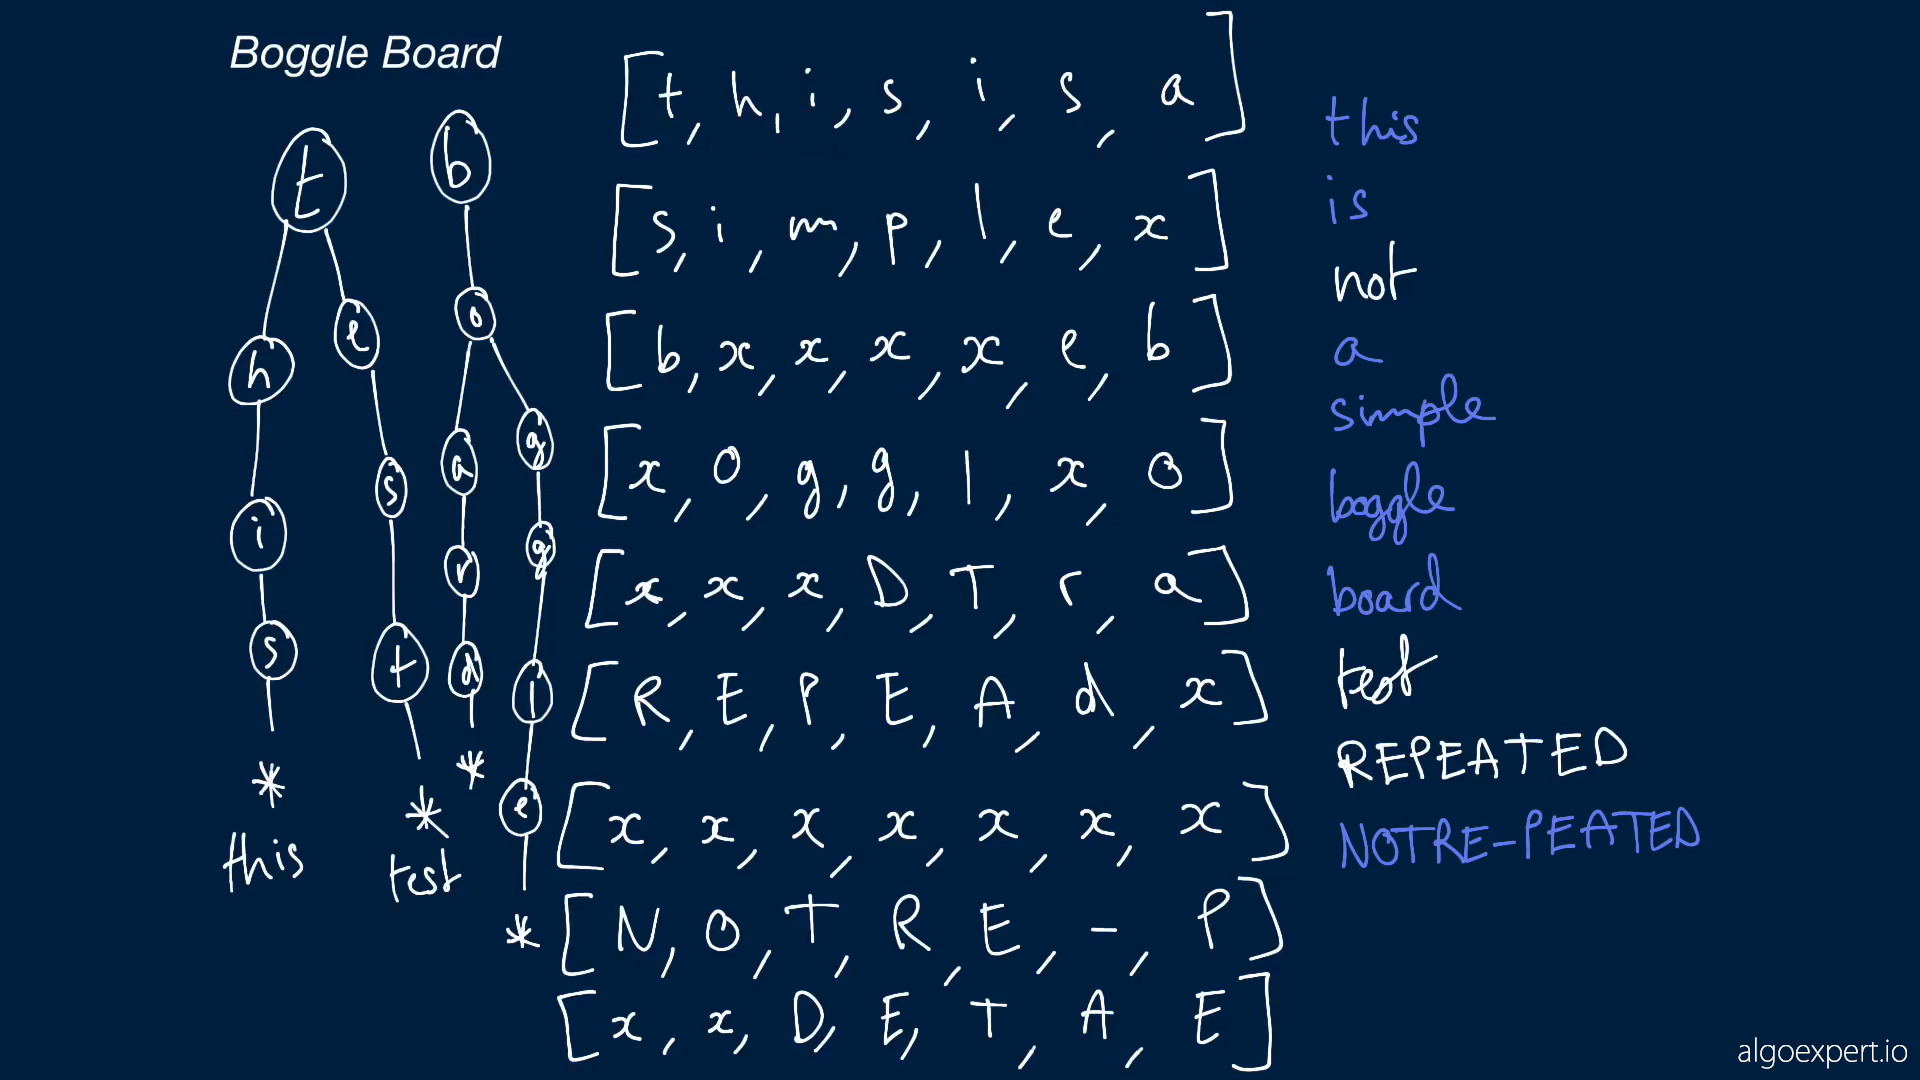 Boggle Board
[t, h, i, s, i, s, a]
[s, i, m, p, l, e, x]
[b, x, x, x, x, e, b]
[x, o, g, g, l, x, o]
[x, x, x, D, T, r, a]
[R, E, P, E, A, d, x]
[x, x, x, x, x, x, x]
[N, O, T, R, E, -, P]
[x, x, D, E, T, A, E]
t
h
i
s
*
this
e
s
t
*
test
b
o
a
r
d
*
g
g
l
e
*
this
is
not
a
simple
boggle
board
test
REPEATED
NOTRE-PEATED
algoexpert.io